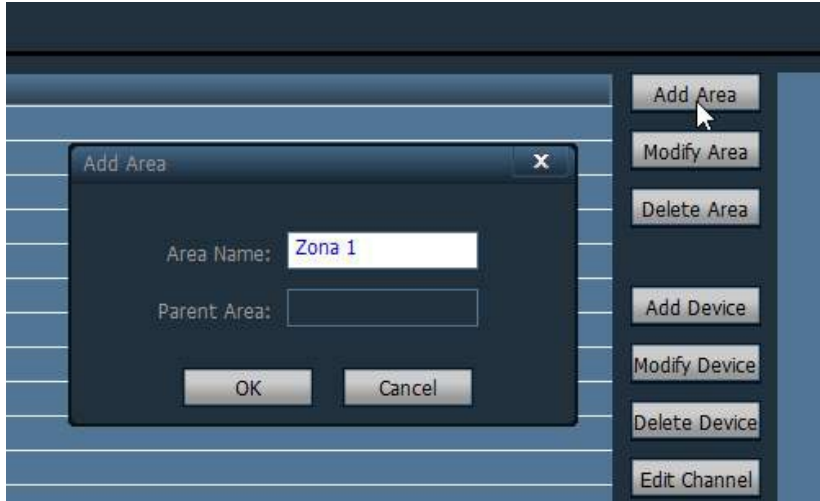 Add Area
Modify Area
Delete Area
Add Device
Modify Device
Delete Device
Edit Channel
Add Area
x
Area Name: Zona 1
Parent Area:
OK Cancel